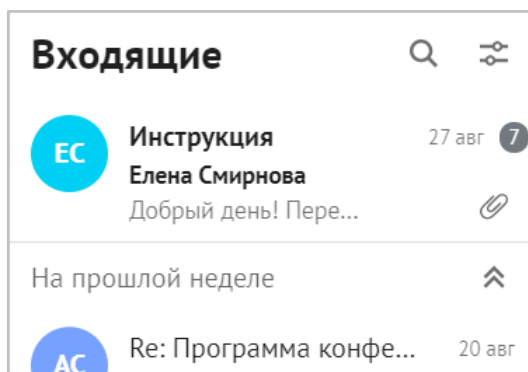 Входящие
ЕС
Инструкция
27 авг
7
Елена Смирнова
Добрый день! Пере...
На прошлой неделе
АС
Re: Программа конфе...
20 авг